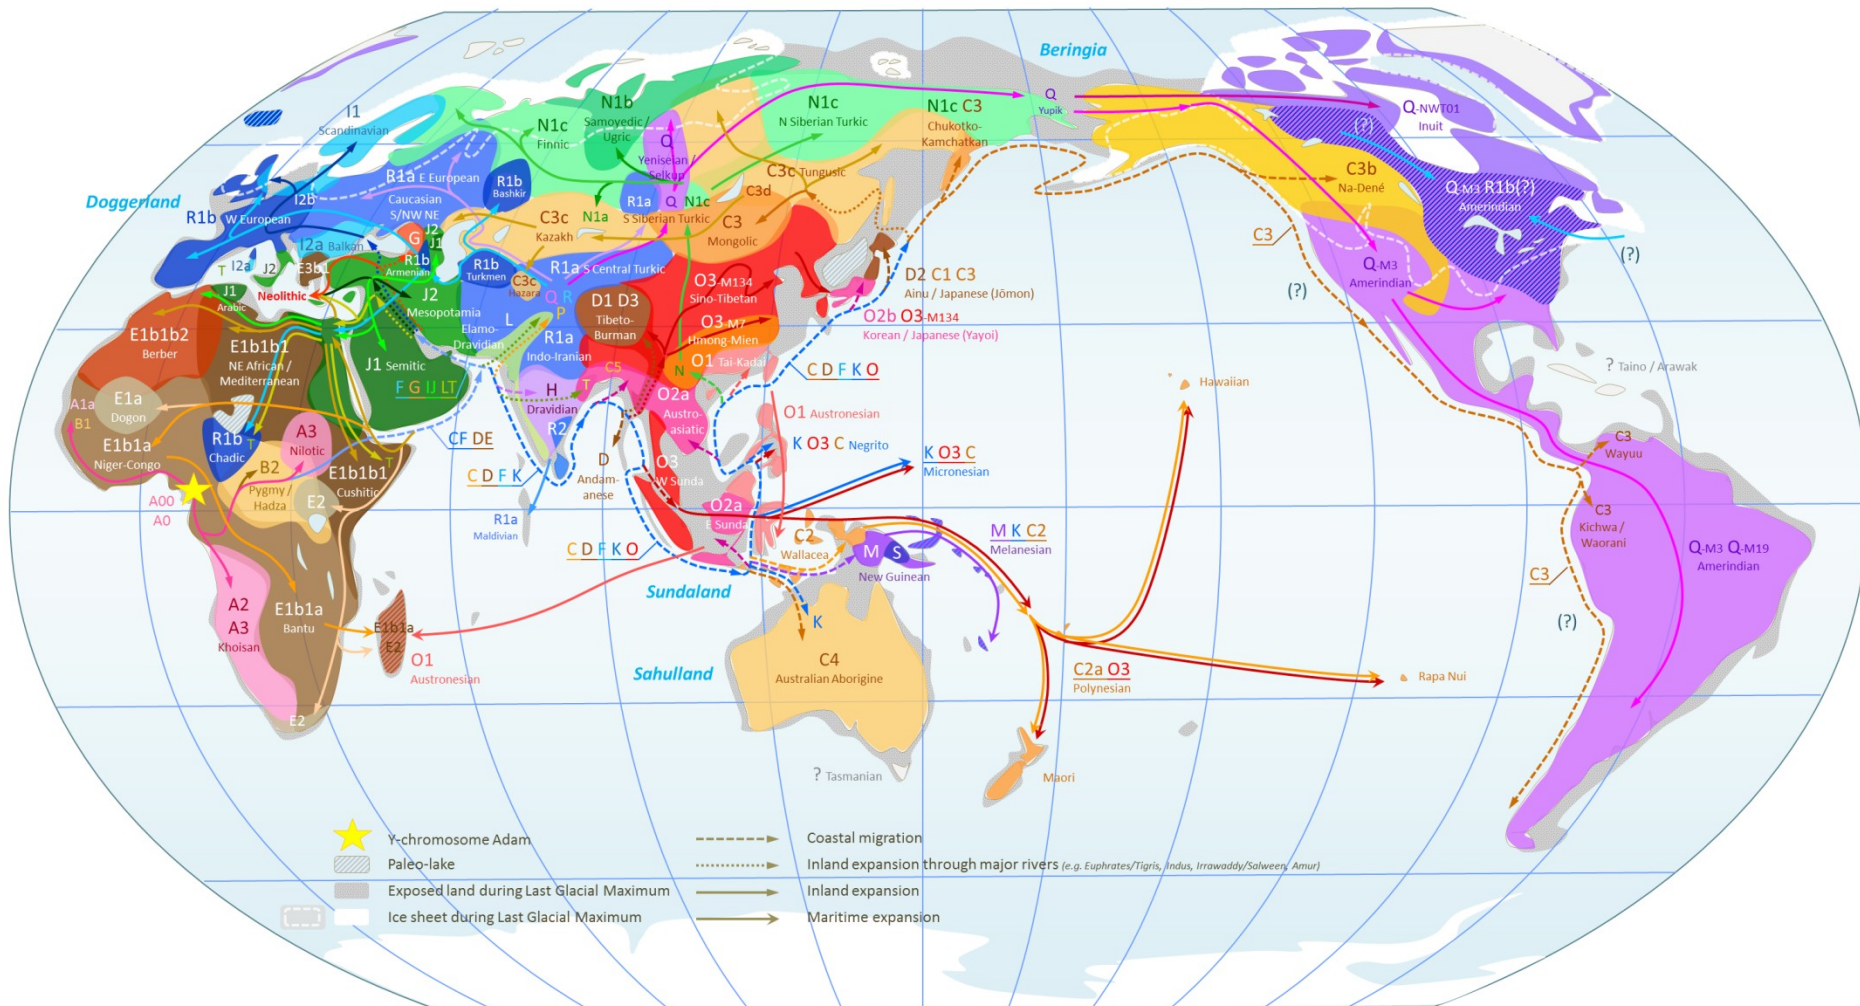 Beringia
I1
Scandinavian
N1c
Finnic
N1b
Samoyedic /
Ugric
N1c
N Siberian Turkic
N1c C3
Chukotko-
Kamchatkan
Q
Yupik
Q-NWT01
Inuit
(?)
Q
Yeniseian /
Selkup
C3c Tungusic
C3d
C3b
Na-Dené
Q-M3 R1b(?)
Amerindian
(?)
Doggerland
R1b
W European
I2b
R1a E European
Caucasian
S/NW NE
R1b
Bashkir
R1a
Q
N1c
S Siberian Turkic
N1a
C3
Mongolic
C3c
Kazakh
G
J2
J1
I2a Balkan
I2a
T
J2
E3b1
R1b
Armenian
R1b
Turkmen
C3c
Hazara
R1a S Central Turkic
Q R
P
Neolithic
J1
Arabic
J2
Mesopotamia
L
Elamo-
Dravidian
R1a
Indo-Iranian
D1 D3
Tibeto-
Burman
O3-M134
Sino-Tibetan
O3-M7
Hmong-Mien
O1 Tai-Kadai
N
D2 C1 C3
Ainu / Japanese (Jōmon)
O2b O3-M134
Korean / Japanese (Yayoi)
C3
(?)
Q-M3
Amerindian
E1b1b2
Berber
E1b1b1
NE African /
Mediterranean
J1 Semitic
F G IJ LT
C5
T
H
Dravidian
R2
O2a
Austro-
asiatic
C D F K O
Hawaiian
? Taino / Arawak
A1a
B1
E1a
Dogon
E1b1a
Niger-Congo
R1b
Chadic
T
A3
Nilotic
B2
Pygmy /
Hadza
E1b1b1
Cushitic
T
E2
CF DE
C D F K
D
Andam-
anese
O3
W Sunda
O2a
E Sunda
O1 Austronesian
K O3 C Negrito
K O3 C
Micronesian
C3
Wayuu
C3
Kichwa /
Waorani
A00
A0
R1a
Maldivian
C D F K O
C2
Wallacea
M
S
New Guinean
M K C2
Melanesian
Q-M3 Q-M19
Amerindian
C3
(?)
Sundaland
A2
A3
Khoisan
E1b1a
Bantu
E1b1a
E2
O1
Austronesian
E2
K
Sahulland
C4
Australian Aborigine
C2a O3
Polynesian
Rapa Nui
? Tasmanian
Maori
Y-chromosome Adam
Paleo-lake
Exposed land during Last Glacial Maximum
Ice sheet during Last Glacial Maximum
Coastal migration
Inland expansion through major rivers (e.g. Euphrates/Tigris, Indus, Irrawaddy/Salween, Amur)
Inland expansion
Maritime expansion